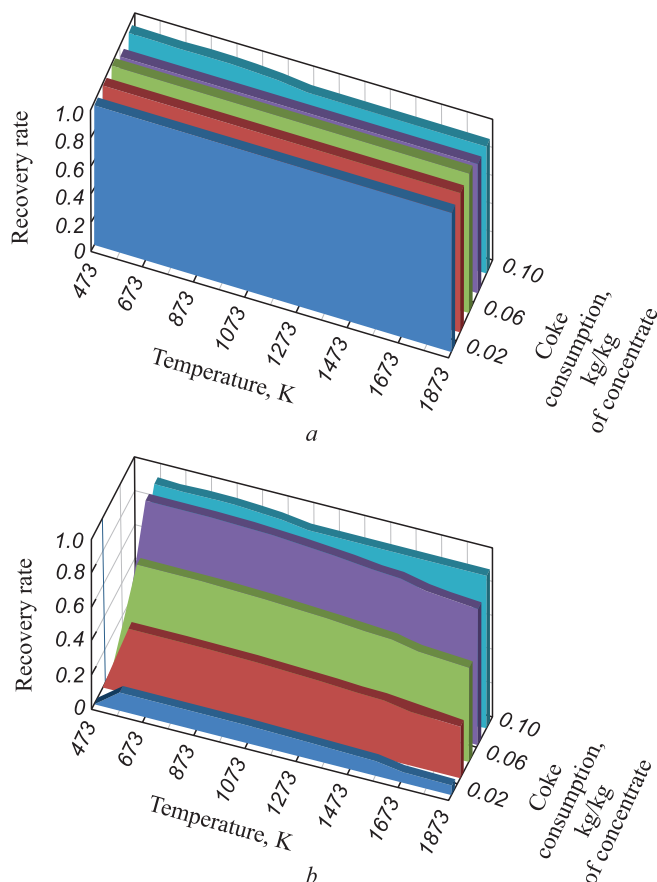 Recovery rate
1.0
0.8
0.6
0.4
0.2
0
473
673
873
1073
1273
1473
1673
1873
Temperature, K
0.02
0.06
0.10
Coke
consumption,
kg/kg
of concentrate
a
Recovery rate
1.0
0.8
0.6
0.4
0.2
0
473
673
873
1073
1273
1473
1673
1873
Temperature, K
0.02
0.06
0.10
Coke
consumption,
kg/kg
of concentrate
b